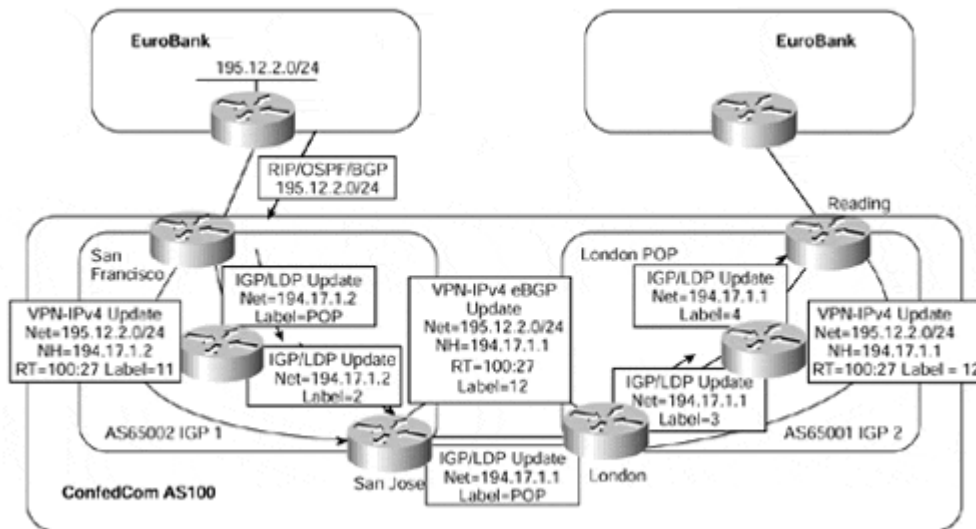 EuroBank
195.12.2.0/24
EuroBank
RIP/OSPF/BGP
195.12.2.0/24
Reading
San
Francisco
London POP
IGP/LDP Update
Net=194.17.1.2
Label=POP
VPN-IPv4 eBGP
Update
Net=195.12.2.0/24
NH=194.17.1.1
RT=100:27
Label=12
IGP/LDP Update
Net=194.17.1.1
Label=4
VPN-IPv4 Update
Net=195.12.2.0/24
NH=194.17.1.2
RT=100:27 Label=11
VPN-IPv4 Update
Net=195.12.2.0/24
NH=194.17.1.1
RT=100:27 Label = 12
IGP/LDP Update
Net=194.17.1.2
Label=2
IGP/LDP Update
Net=194.17.1.1
Label=3
AS65002 IGP 1
AS65001 IGP 2
San Jose
IGP/LDP Update
Net=194.17.1.1
Label=POP
London
ConfedCom AS100